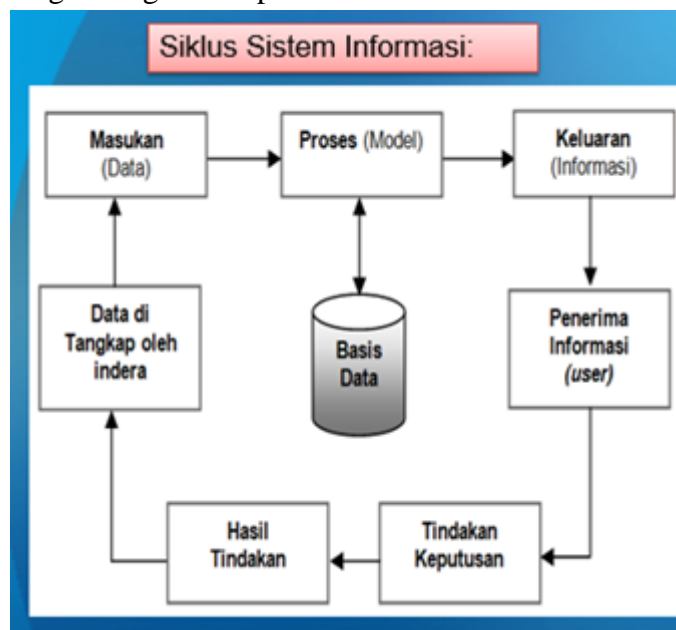 Siklus Sistem Informasi:
Masukan
(Data)
Proses (Model)
Keluaran
(Informasi)
Data di
Tangkap oleh
indera
Basis
Data
Penerima
Informasi
(user)
Hasil
Tindakan
Tindakan
Keputusan